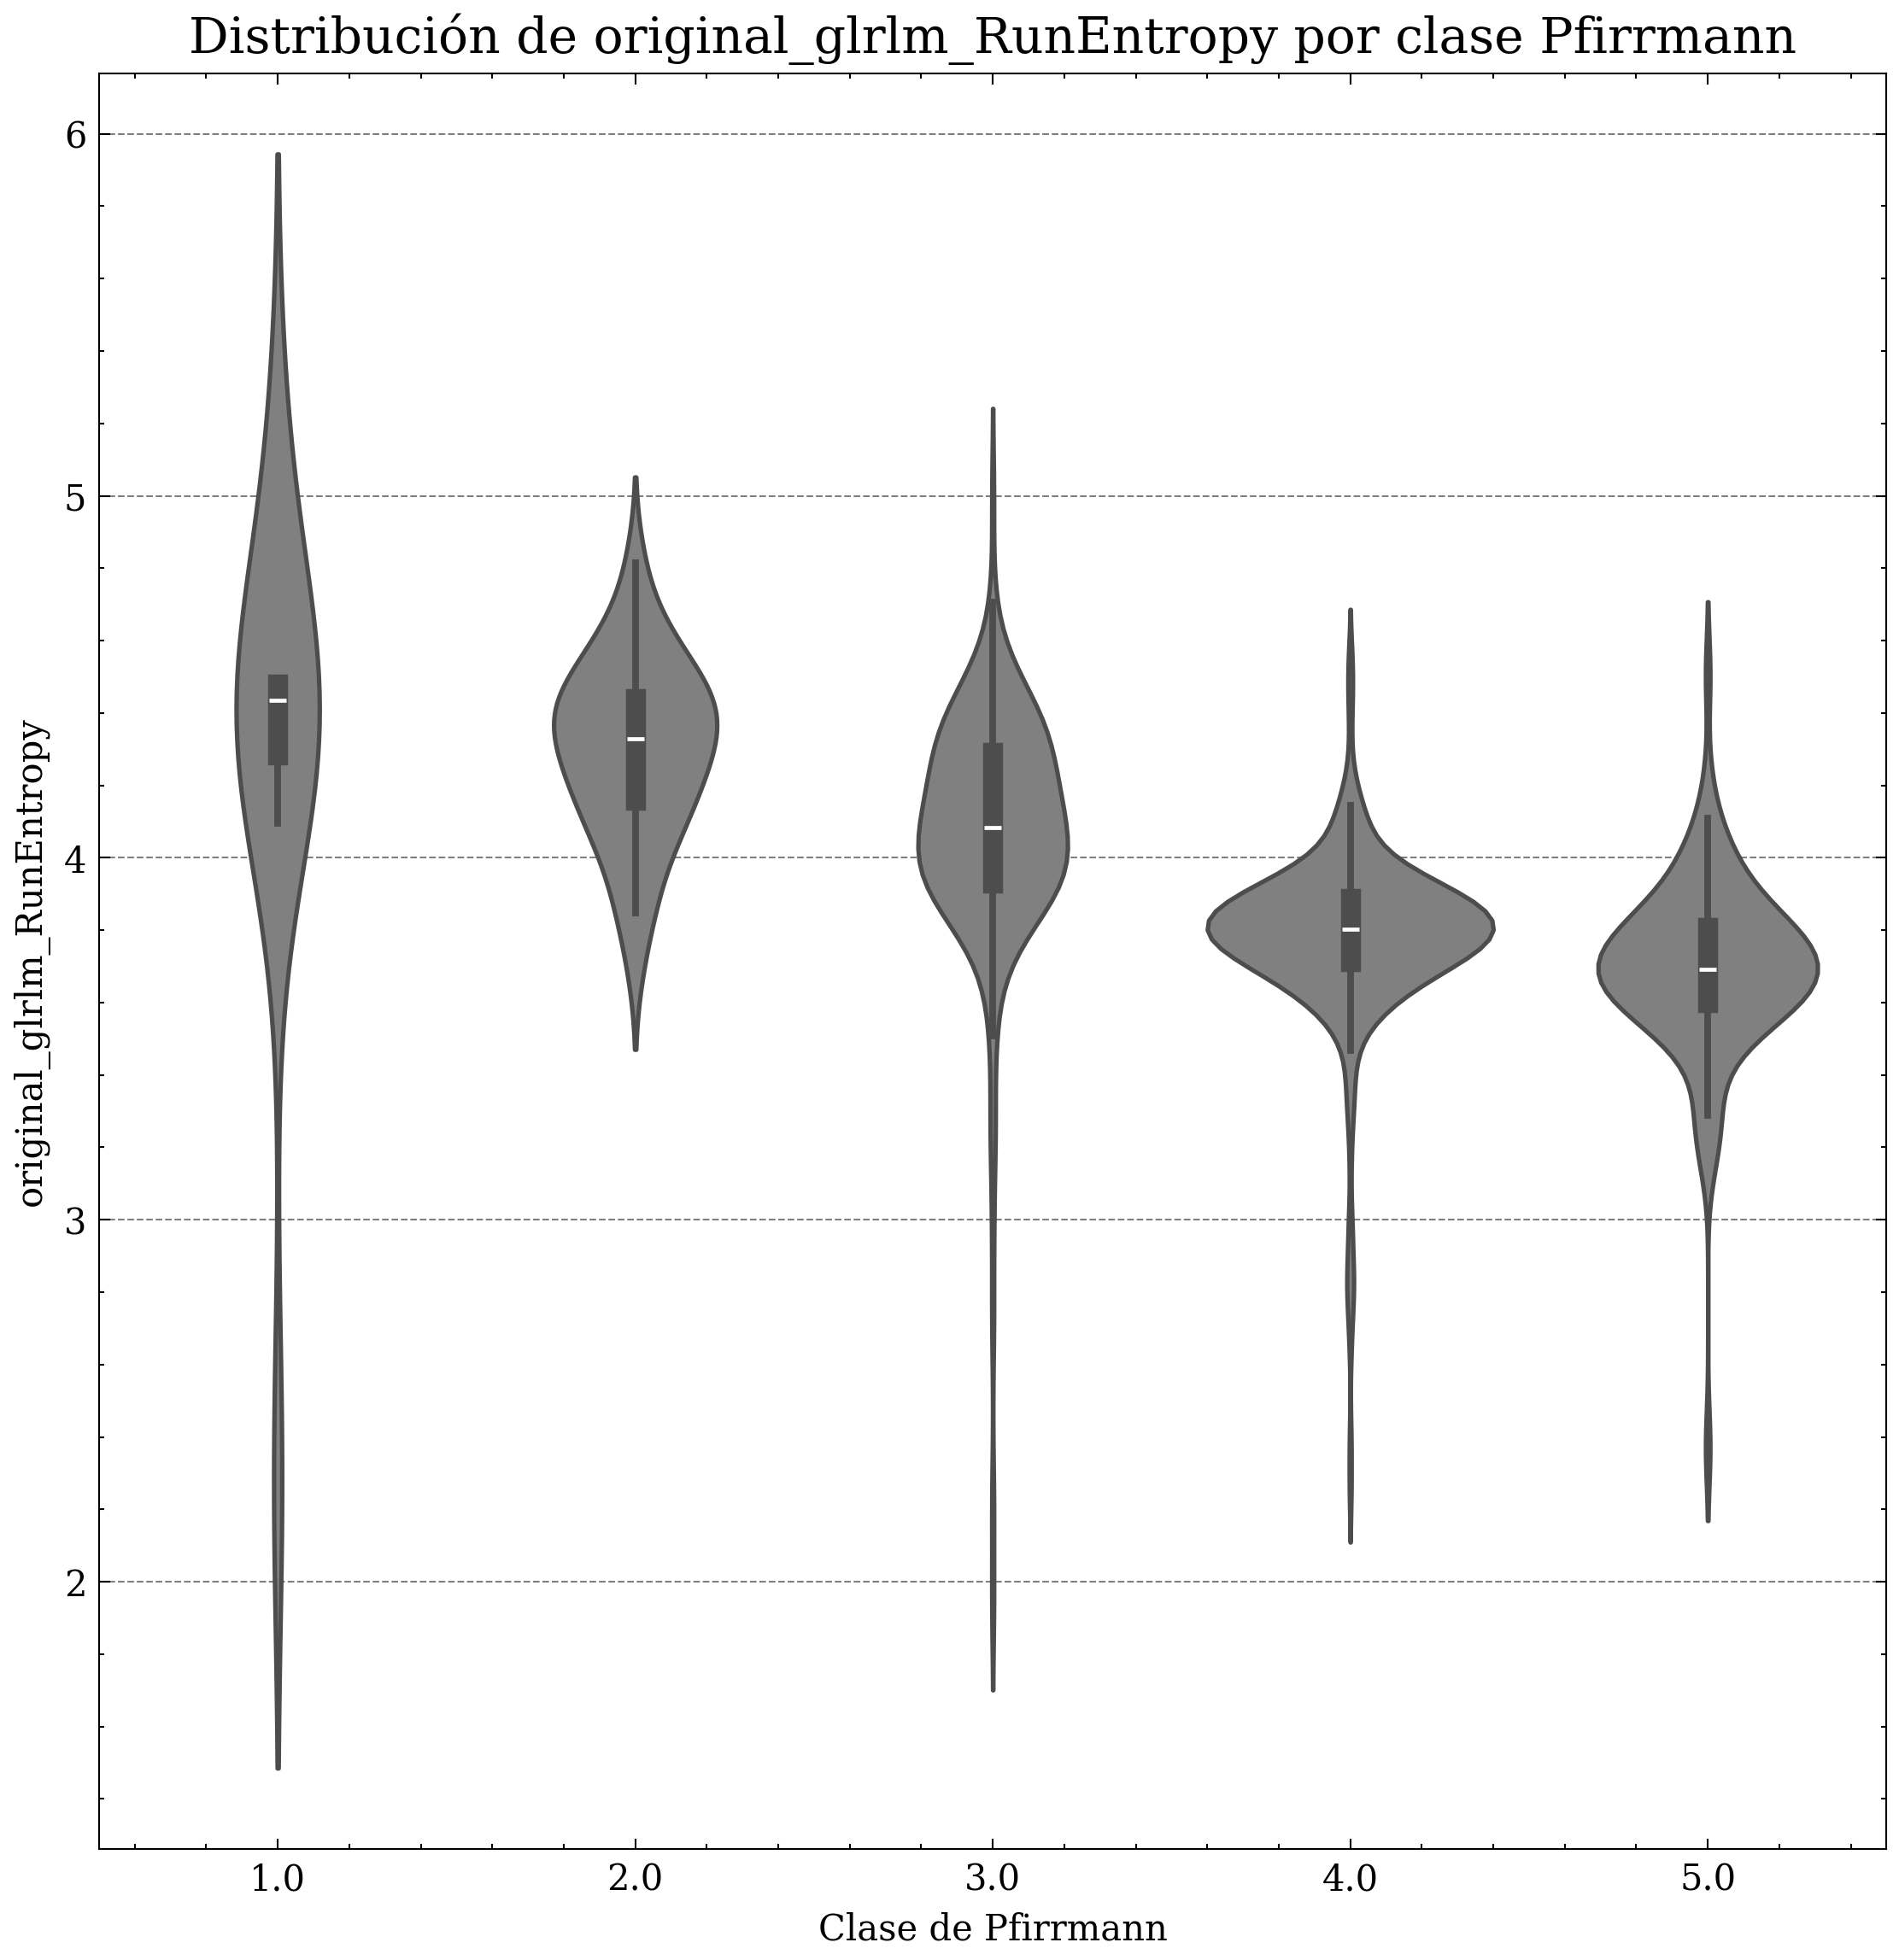 Distribución de original_glrlm_RunEntropy por clase Pfirrmann
original_glrlm_RunEntropy
6
5
4
3
2
1.0 2.0 3.0 4.0 5.0
Clase de Pfirrmann